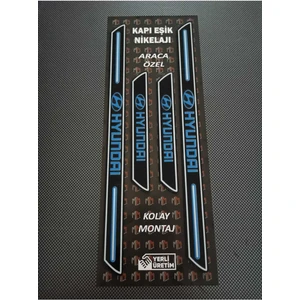 KAPI EŞİK
NİKELAJI
ARACA
ÖZEL
HYUNDAI
HYUNDAI
HYUNDAI
HYUNDAI
KOLAY
MONTAJ
YERLİ
ÜRETİM